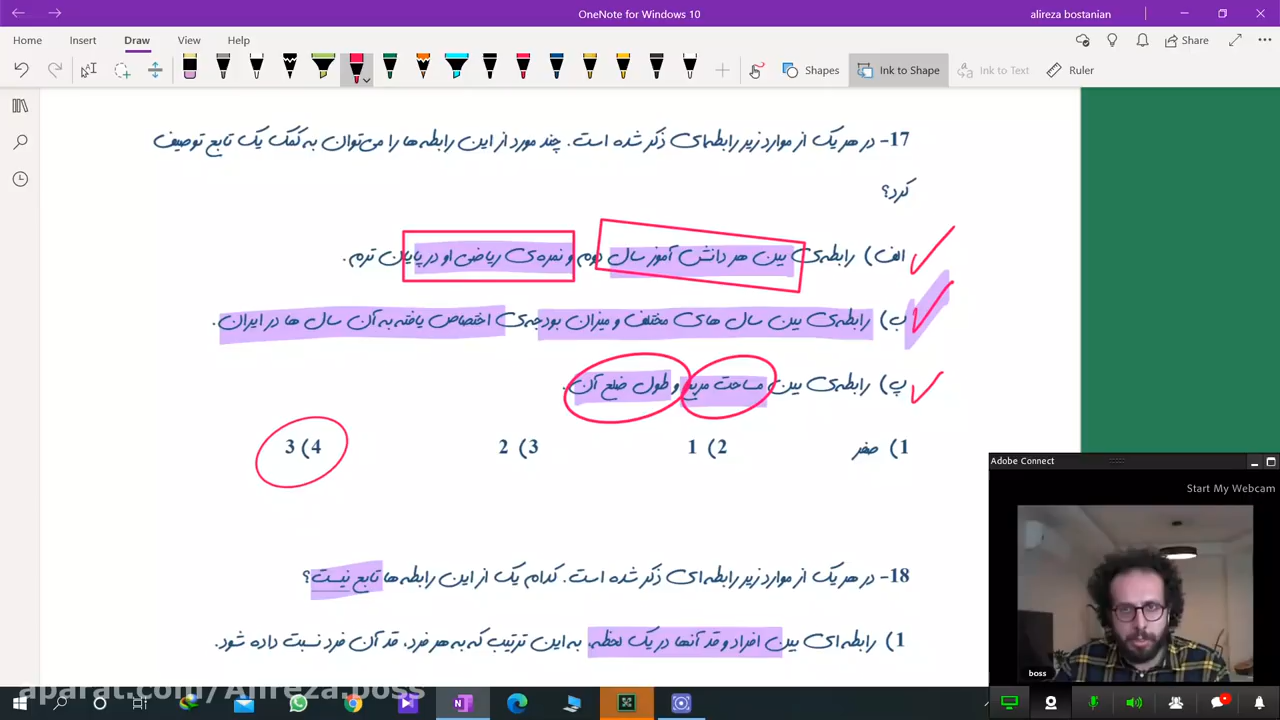 OneNote for Windows 10
alireza bostanian
Home Insert Draw View Help
Share
Shapes Ink to Shape Ink to Text Ruler
17- در هر یک از موارد زیر رابطه‌ای ذکر شده است. چند مورد از این رابطه ها را می‌توان به کمک یک تابع توصیف
کرد؟
الف) رابطه‌ی بین هر دانش آموز سال دوم و نمره‌ی ریاضی او در پایان ترم.
ب) رابطه‌ی بین سال های مختلف و میزان بودجه‌ی اختصاص یافته به آن سال ها در ایران.
پ) رابطه‌ی بین مساحت مربع و طول ضلع آن.
1) صفر 2) 1 3) 2 4) 3
18- در هر یک از موارد زیر رابطه‌ای ذکر شده است. کدام یک از این رابطه ها تابع نیست؟
1) رابطه‌ای بین افراد و قد آنها در یک لحظه، به این ترتیب که به هر فرد، قد آن فرد نسبت داده شود.
Adobe Connect
Start My Webcam
boss
aparat.com/Alireza.boss